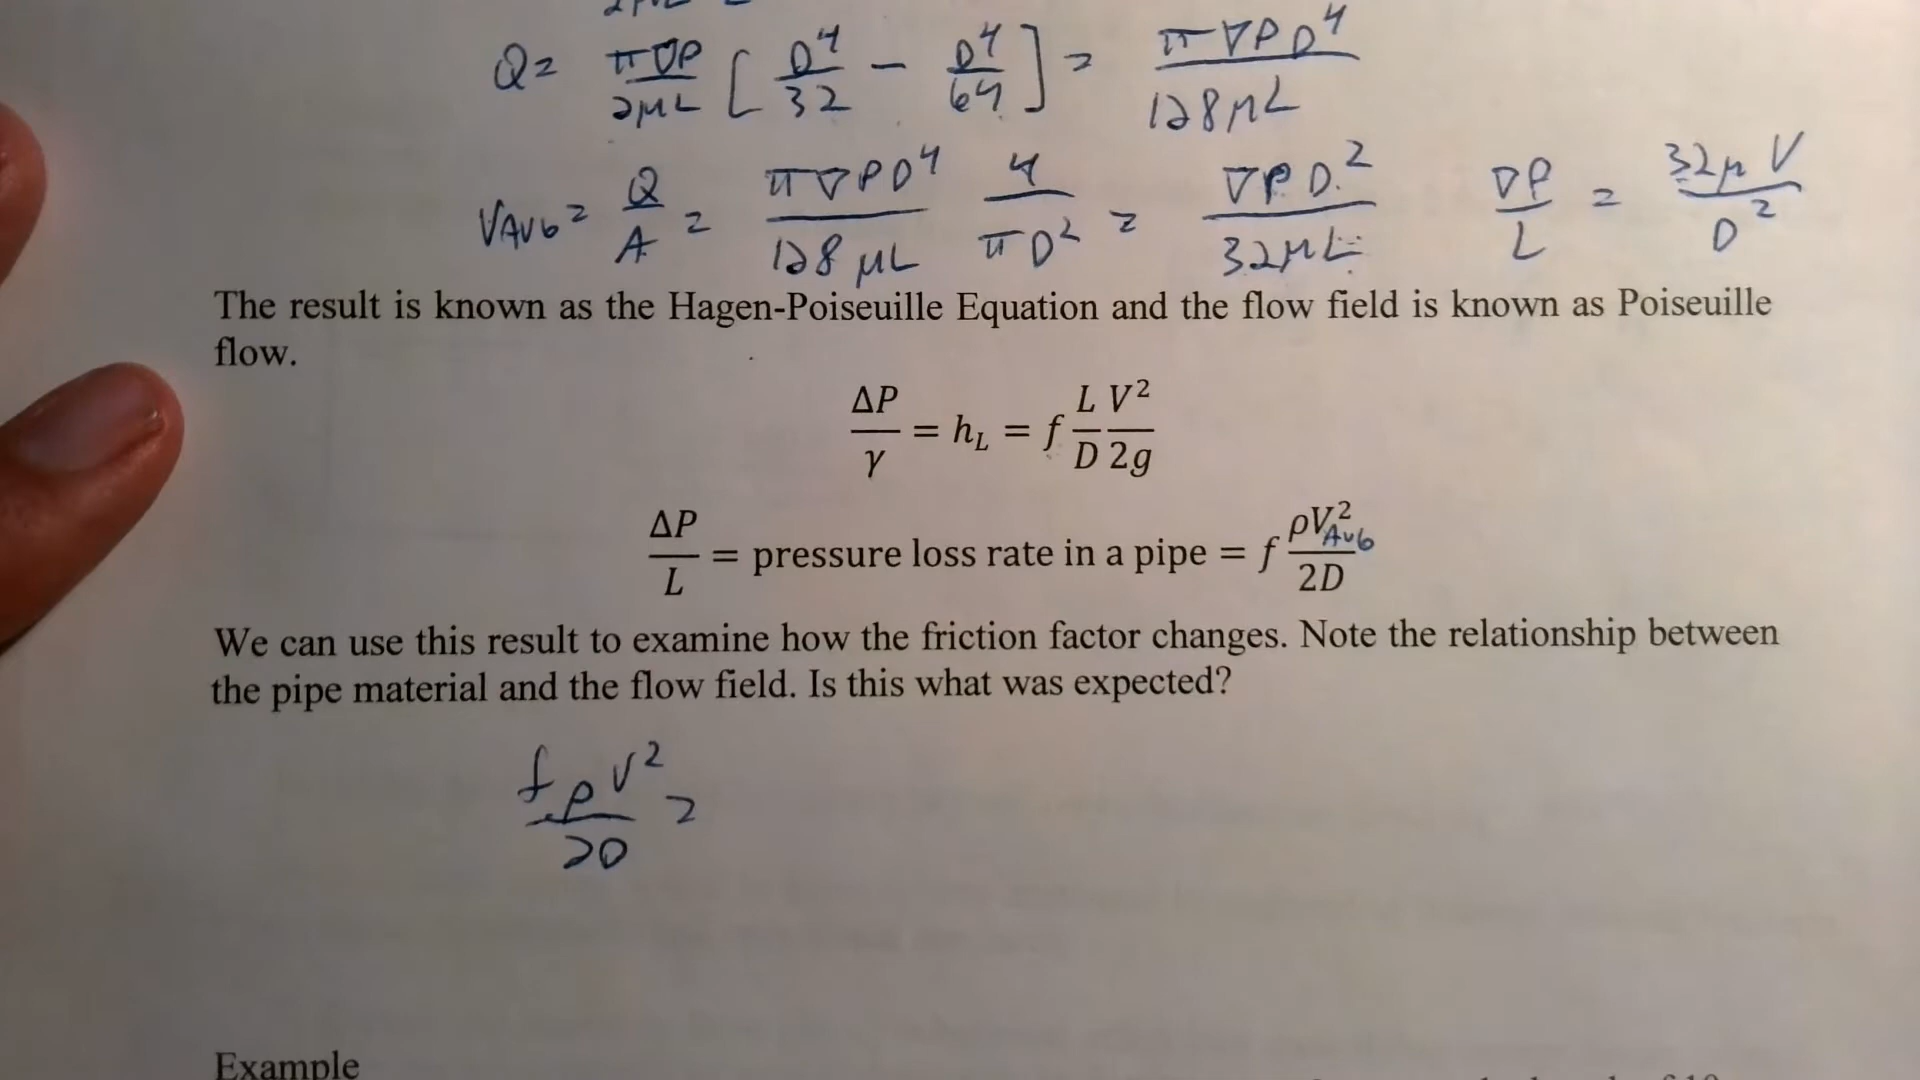 Q = π∇P / 2μL [ D⁴/32 − D⁴/64 ] = π∇PD⁴ / 128μL
VAVG = Q/A = π∇PD⁴ / 128μL 4 / πD² = ∇PD² / 32μL ∇P/L = 32μV / D²
The result is known as the Hagen-Poiseuille Equation and the flow field is known as Poiseuille
flow.
ΔP/γ = h_L = f L/D V²/2g
ΔP/L = pressure loss rate in a pipe = f ρV²AVG / 2D
We can use this result to examine how the friction factor changes. Note the relationship between
the pipe material and the flow field. Is this what was expected?
fρV² / 2D =
Example